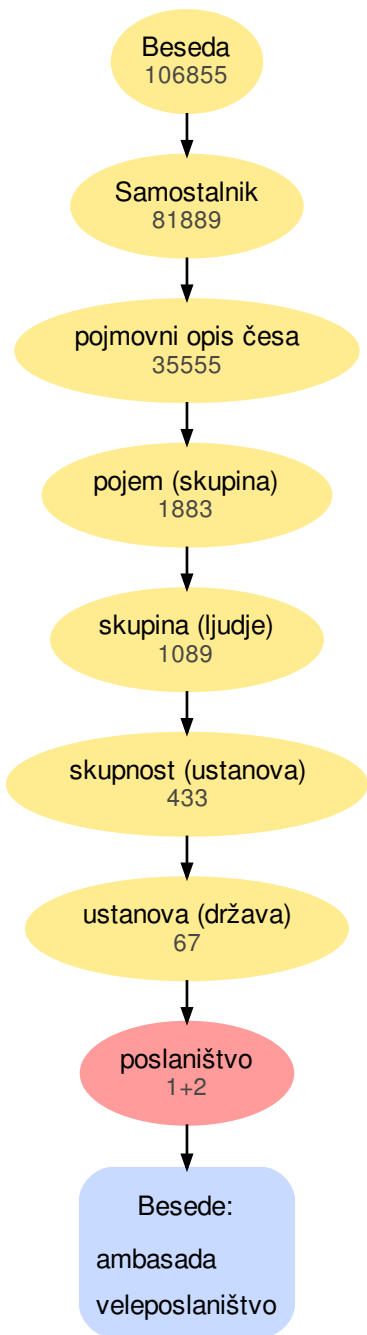 Beseda
106855
Samostalnik
81889
pojmovni opis česa
35555
pojem (skupina)
1883
skupina (ljudje)
1089
skupnost (ustanova)
433
ustanova (država)
67
poslaništvo
1+2
Besede:
ambasada
veleposlaništvo